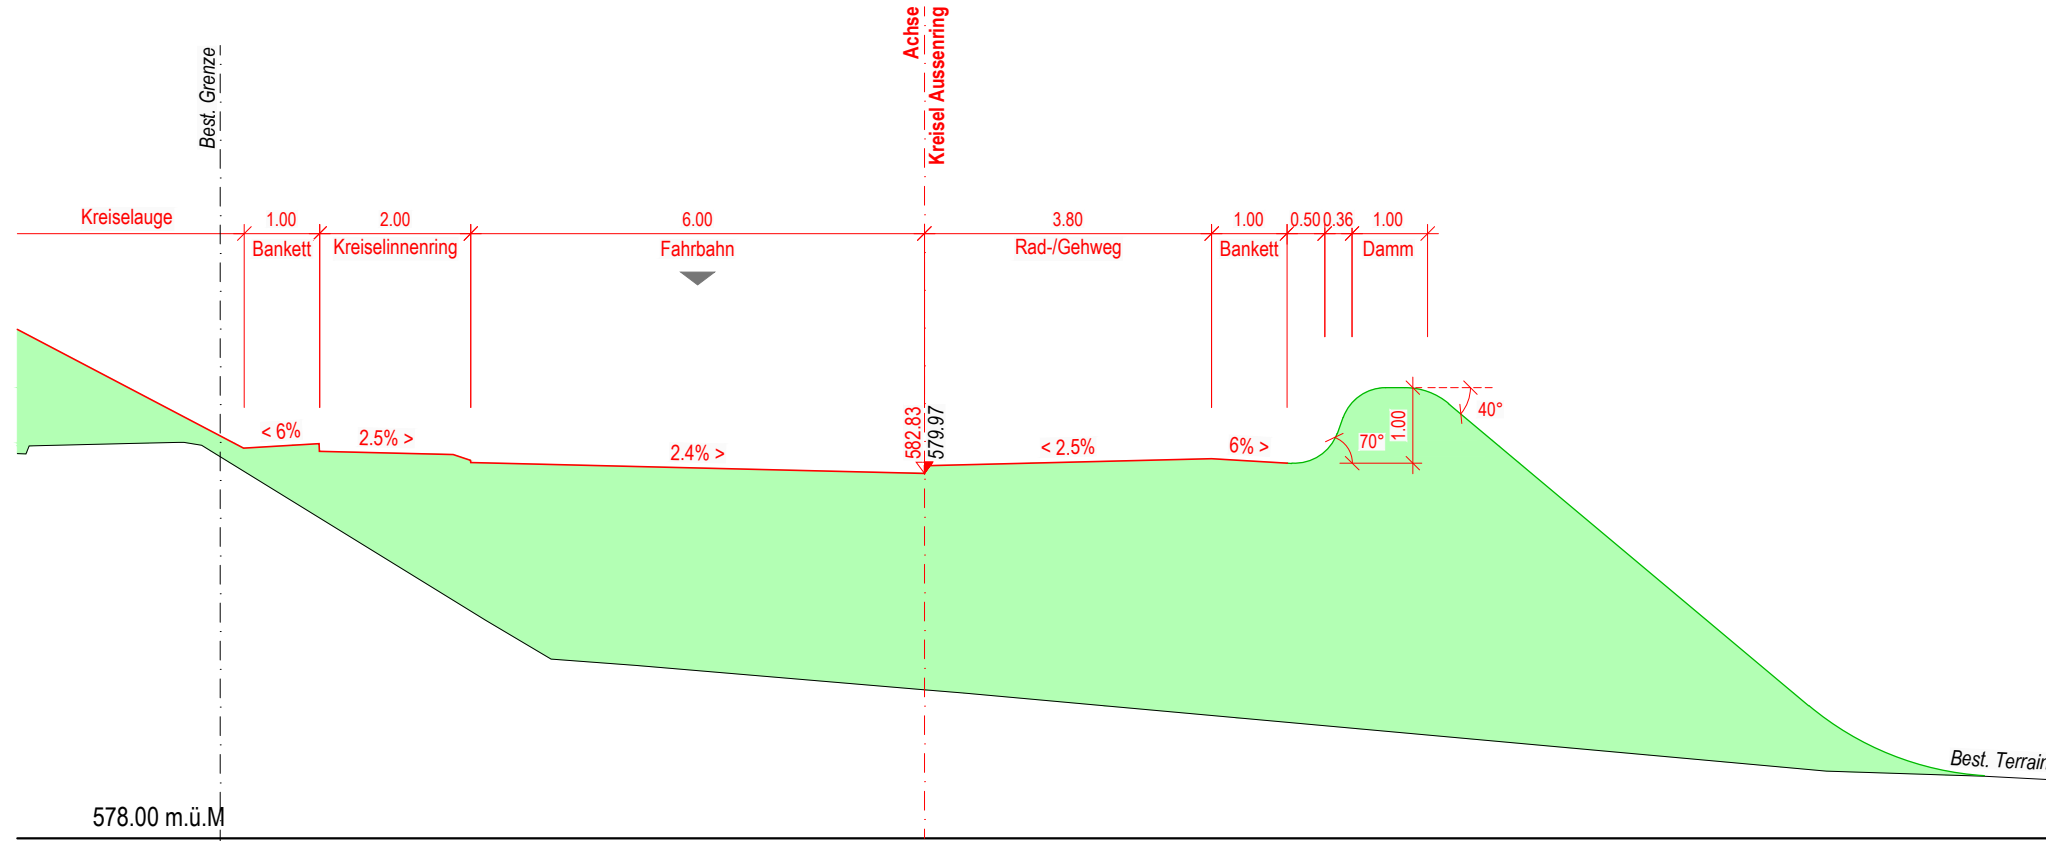 Best. Grenze
Achse
Kreisel Aussenring
Kreiselauge
1.00
2.00
6.00
3.80
1.00
0.50
0.36
1.00
Bankett
Kreiselinnenring
Fahrbahn
Rad-/Gehweg
Bankett
Damm
< 6%
2.5% >
2.4% >
582.83
579.97
< 2.5%
6% >
70°
1.00
40°
Best. Terrain
578.00 m.ü.M